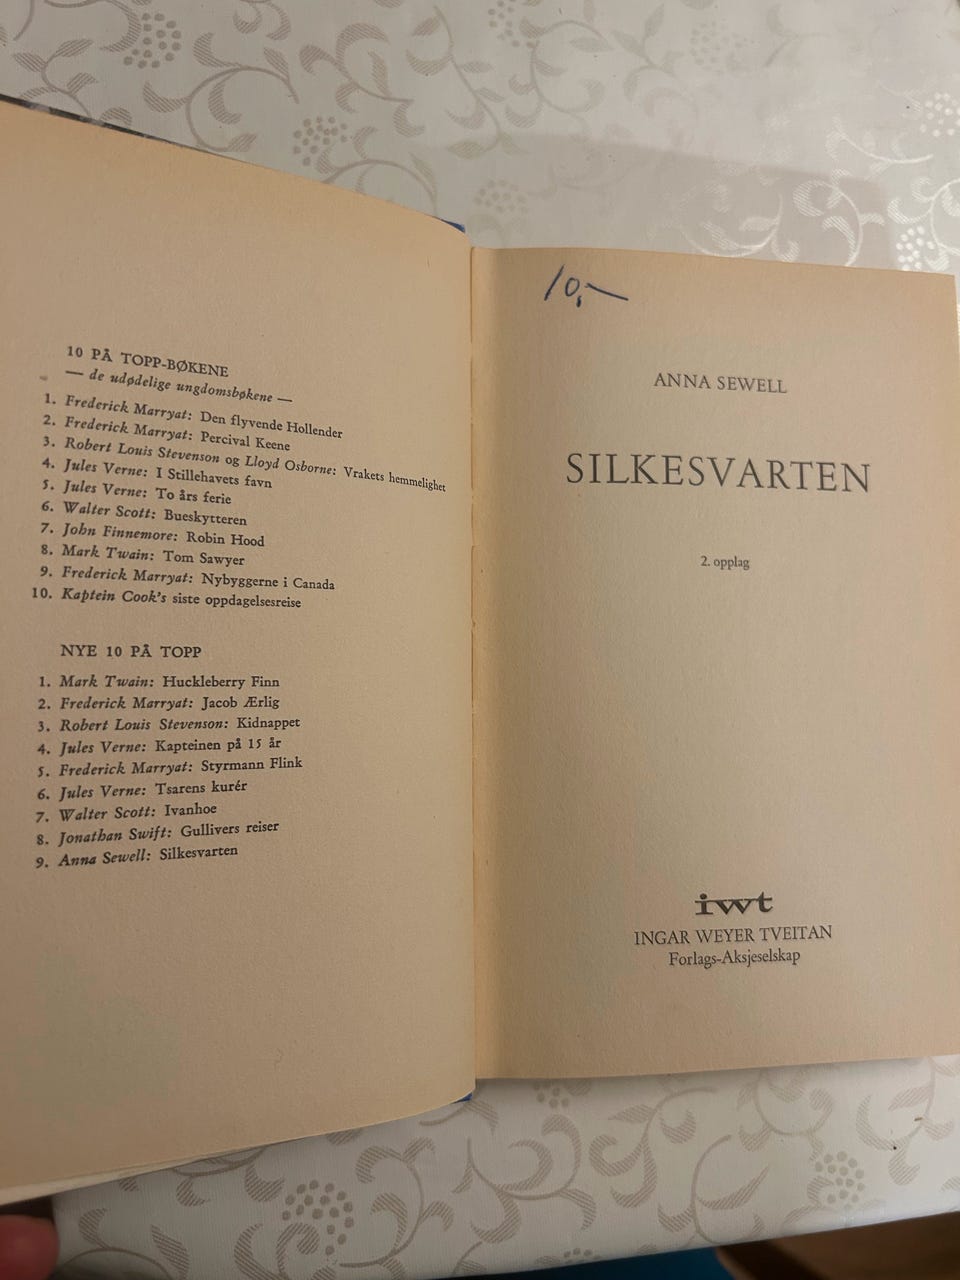 10 PÅ TOPP-BØKENE
— de udødelige ungdomsbøkene —
1. Frederick Marryat: Den flyvende Hollender
2. Frederick Marryat: Percival Keene
3. Robert Louis Stevenson og Lloyd Osborne: Vrakets hemmelighet
4. Jules Verne: I Stillehavets favn
5. Jules Verne: To års ferie
6. Walter Scott: Bueskytteren
7. John Finnemore: Robin Hood
8. Mark Twain: Tom Sawyer
9. Frederick Marryat: Nybyggerne i Canada
10. Kaptein Cook's siste oppdagelsesreise
NYE 10 PÅ TOPP
1. Mark Twain: Huckleberry Finn
2. Frederick Marryat: Jacob Ærlig
3. Robert Louis Stevenson: Kidnappet
4. Jules Verne: Kapteinen på 15 år
5. Frederick Marryat: Styrmann Flink
6. Jules Verne: Tsarens kurér
7. Walter Scott: Ivanhoe
8. Jonathan Swift: Gullivers reiser
9. Anna Sewell: Silkesvarten
10,—
ANNA SEWELL
SILKESVARTEN
2. opplag
iwt
INGAR WEYER TVEITAN
Forlags-Aksjeselskap